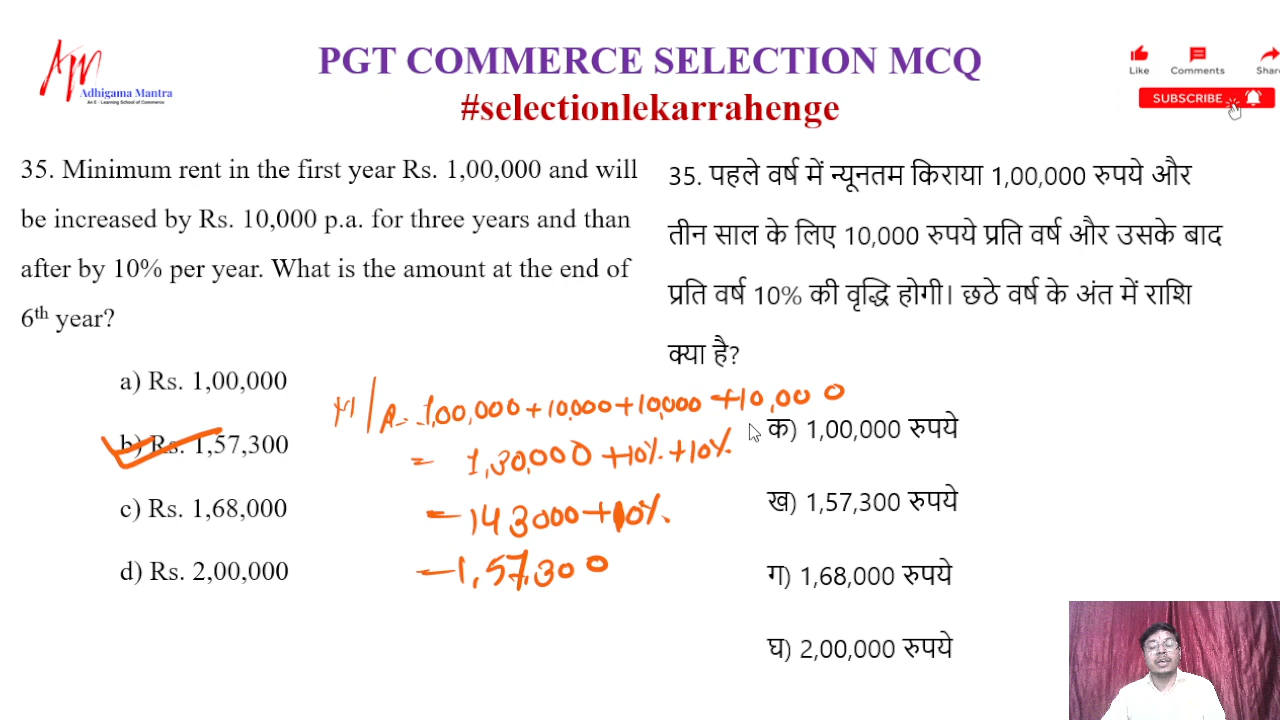 Adhigama Mantra
An E - Learning School of Commerce
PGT COMMERCE SELECTION MCQ
#selectionlekarrahenge
Like
Comments
Shar
SUBSCRIBE
35. Minimum rent in the first year Rs. 1,00,000 and will
be increased by Rs. 10,000 p.a. for three years and than
after by 10% per year. What is the amount at the end of
6th year?
a) Rs. 1,00,000
b) Rs. 1,57,300
c) Rs. 1,68,000
d) Rs. 2,00,000
1,00,000 + 10,000 + 10,000 + 10,000
= 1,30,000 + 10% + 10%
= 143000 + 10%
= 1,57,300
35. पहले वर्ष में न्यूनतम किराया 1,00,000 रुपये और
तीन साल के लिए 10,000 रुपये प्रति वर्ष और उसके बाद
प्रति वर्ष 10% की वृद्धि होगी। छठे वर्ष के अंत में राशि
क्या है?
क) 1,00,000 रुपये
ख) 1,57,300 रुपये
ग) 1,68,000 रुपये
घ) 2,00,000 रुपये